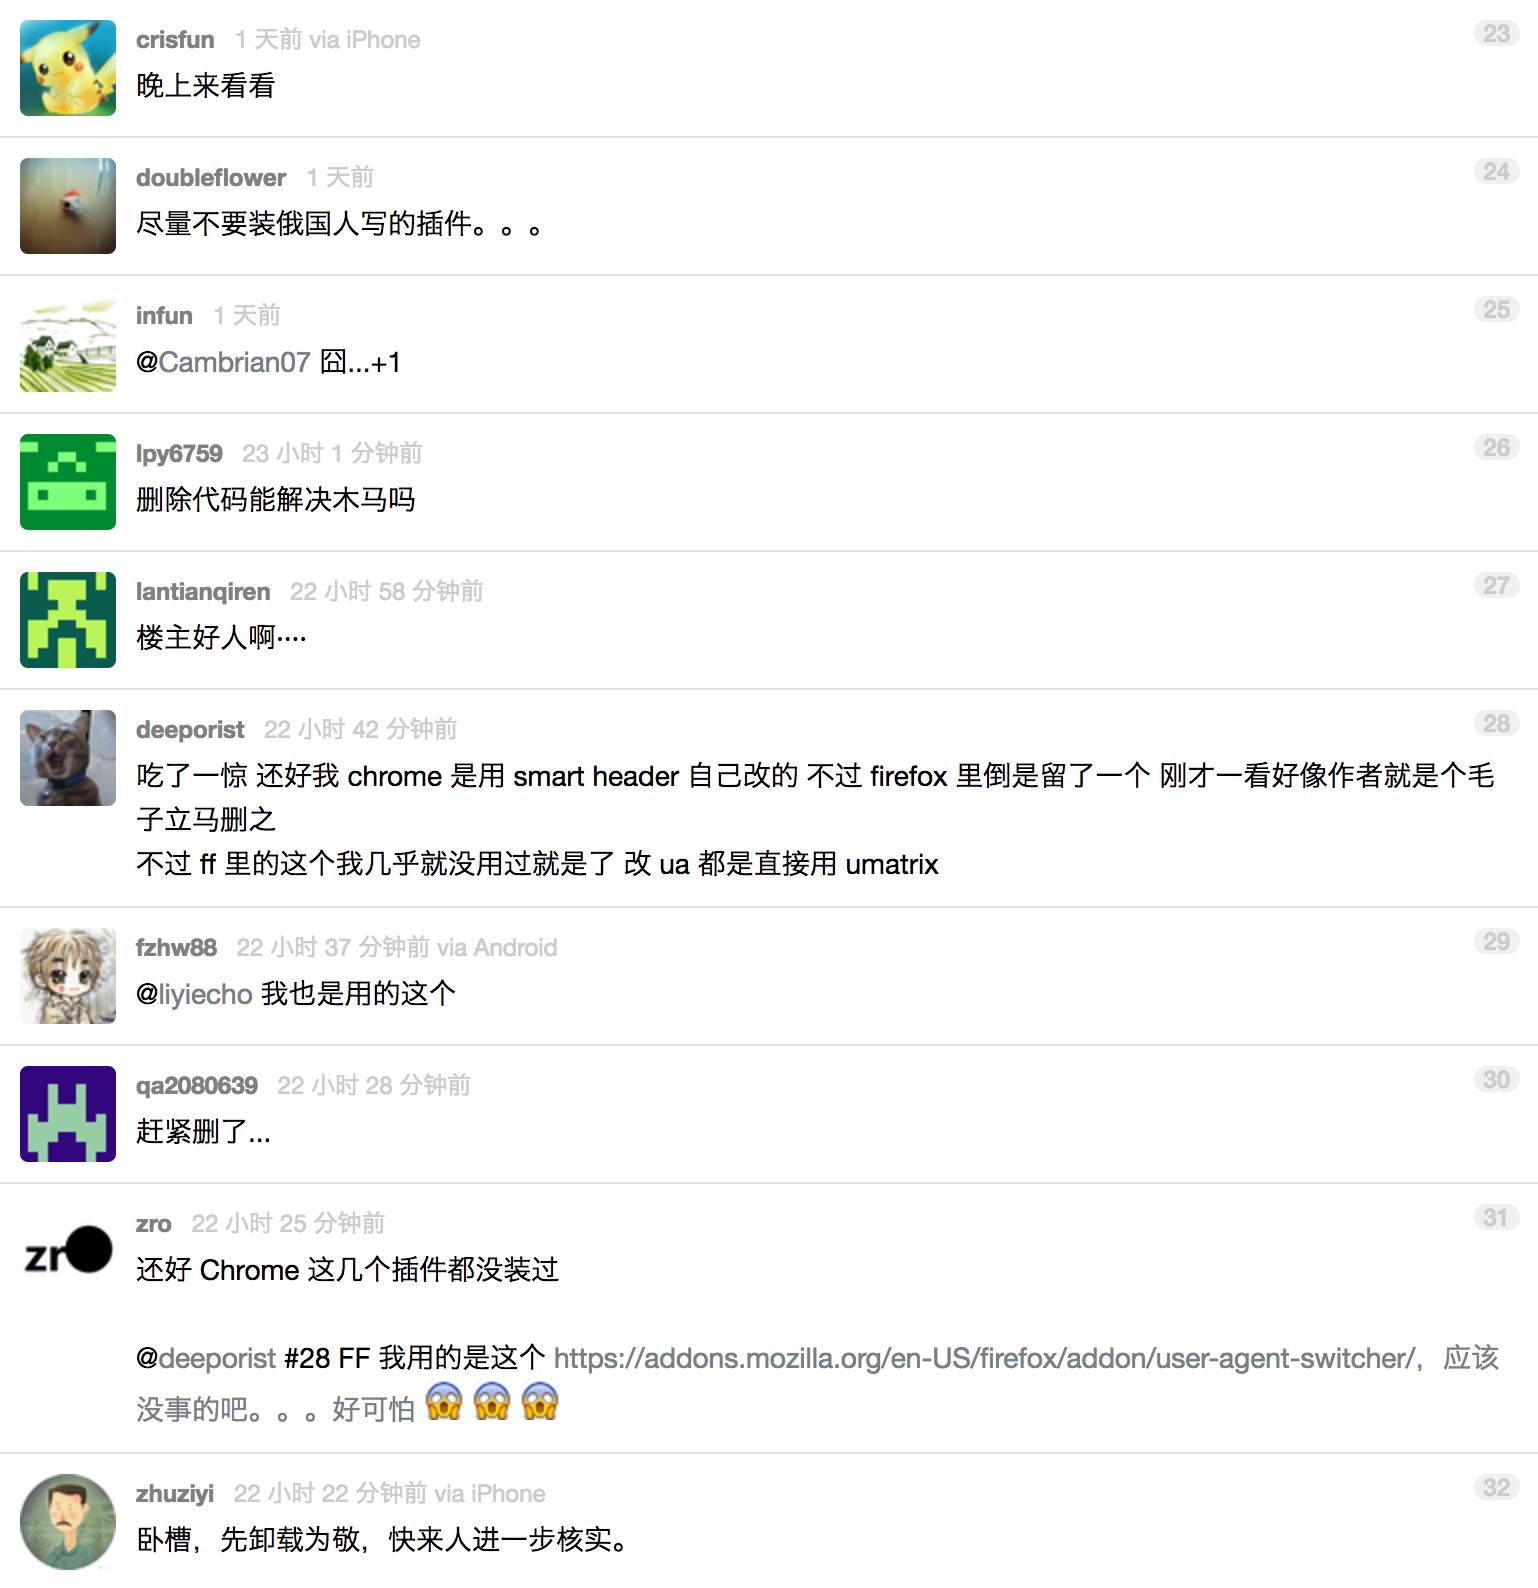 crisfun 1 天前 via iPhone 23
晚上来看看
doubleflower 1 天前 24
尽量不要装俄国人写的插件。。。
infun 1 天前 25
@Cambrian07 囧...+1
lpy6759 23 小时 1 分钟前 26
删除代码能解决木马吗
lantianqiren 22 小时 58 分钟前 27
楼主好人啊····
deeporist 22 小时 42 分钟前 28
吃了一惊 还好我 chrome 是用 smart header 自己改的 不过 firefox 里倒是留了一个 刚才一看好像作者就是个毛
子立马删之
不过 ff 里的这个我几乎就没用过就是了 改 ua 都是直接用 umatrix
fzhw88 22 小时 37 分钟前 via Android 29
@liyiecho 我也是用的这个
qa2080639 22 小时 28 分钟前 30
赶紧删了...
zro
zro 22 小时 25 分钟前 31
还好 Chrome 这几个插件都没装过
@deeporist #28 FF 我用的是这个 https://addons.mozilla.org/en-US/firefox/addon/user-agent-switcher/，应该
没事的吧。。。好可怕 😱 😱 😱
zhuziyi 22 小时 22 分钟前 via iPhone 32
卧槽，先卸载为敬，快来人进一步核实。